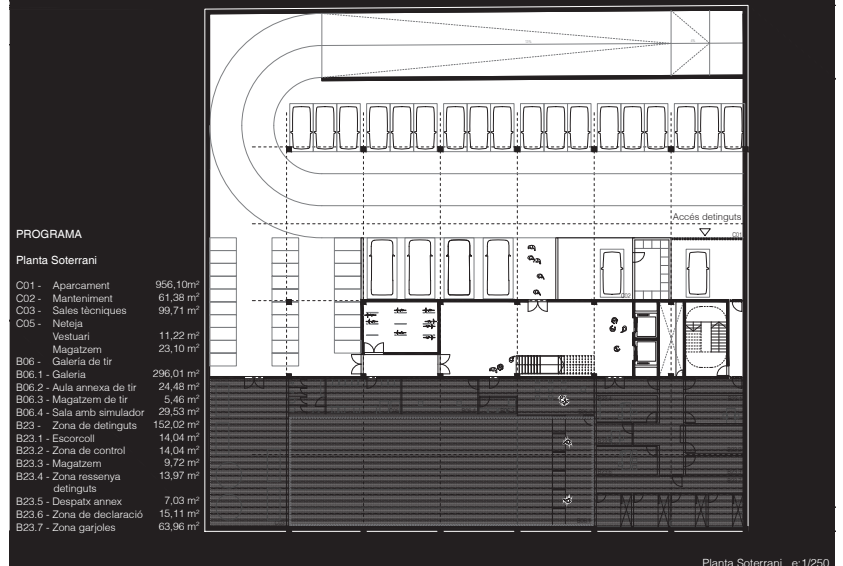 Accés detinguts
C01
PROGRAMA
Planta Soterrani
C01 - Aparcament 956,10m²
C02 - Manteniment 61,38 m²
C03 - Sales tècniques 99,71 m²
C05 - Neteja
Vestuari 11,22 m²
Magatzem 23,10 m²
B06 - Galería de tir
B06.1 - Galeria 296,01 m²
B06.2 - Aula annexa de tir 24,48 m²
B06.3 - Magatzem de tir 5,46 m²
B06.4 - Sala amb simulador 29,53 m²
B23 - Zona de detinguts 152,02 m²
B23.1 - Escorcoll 14,04 m²
B23.2 - Zona de control 14,04 m²
B23.3 - Magatzem 9,72 m²
B23.4 - Zona ressenya 13,97 m²
detinguts
B23.5 - Despatx annex 7,03 m²
B23.6 - Zona de declaració 15,11 m²
B23.7 - Zona garjoles 63,96 m²
Planta Soterrani e:1/250